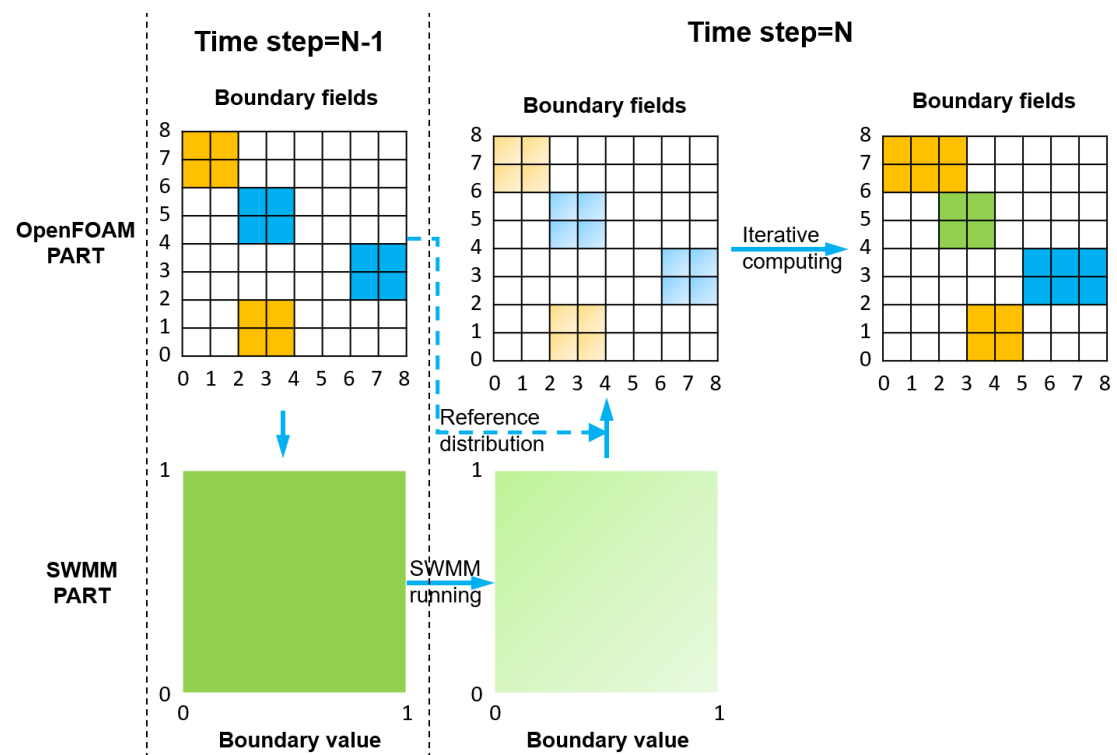 Time step=N-1
Time step=N
Boundary fields
Boundary fields
Boundary fields
OpenFOAM
PART
8
7
6
5
4
3
2
1
0
0 1 2 3 4 5 6 7 8
8
7
6
5
4
3
2
1
0
0 1 2 3 4 5 6 7 8
Iterative
computing
8
7
6
5
4
3
2
1
0
0 1 2 3 4 5 6 7 8
Reference
distribution
SWMM
PART
1
0
0 1
Boundary value
SWMM
running
1
0
0 1
Boundary value